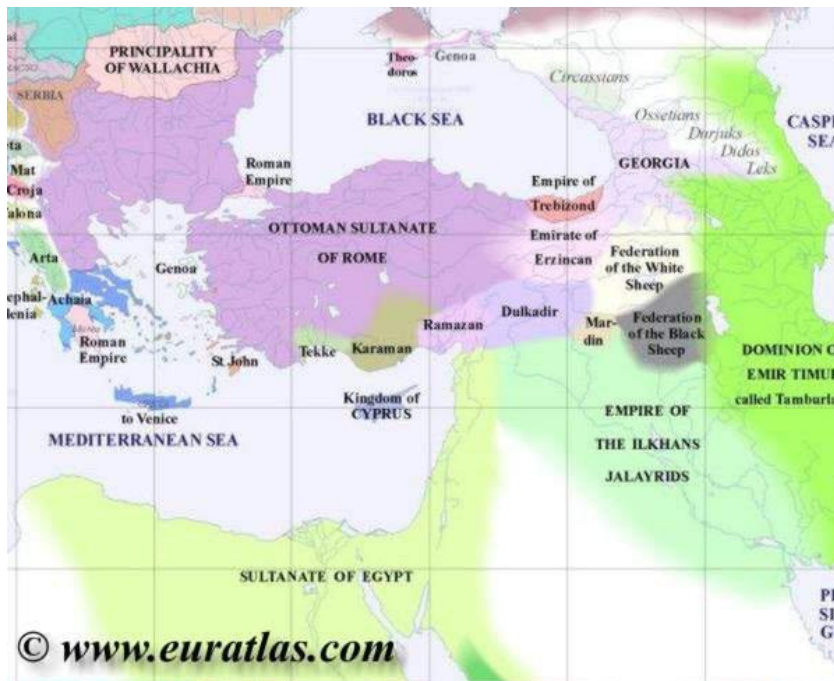 PRINCIPALITY
OF WALLACHIA
Theo-
doros
Genoa
Circassians
SERBIA
BLACK SEA
Ossetians
Durjuks
Didos
Leks
CASPI
SEA
GEORGIA
Roman
Empire
Mat
Croja
Empire of
Trebizond
OTTOMAN SULTANATE
OF ROME
Emirate of
Erzincan
Federation
of the White
Sheep
Arta
Genoa
Achaia
Dulkadir
Ramazan
Mar-
din
Federation
of the Black
Sheep
Roman
Empire
St John
Tekke
Karaman
DOMINION O
EMIR TIMU
called Tamburla
Kingdom of
CYPRUS
to Venice
MEDITERRANEAN SEA
EMPIRE OF
THE ILKHANS
JALAYRIDS
SULTANATE OF EGYPT
© www.euratlas.com